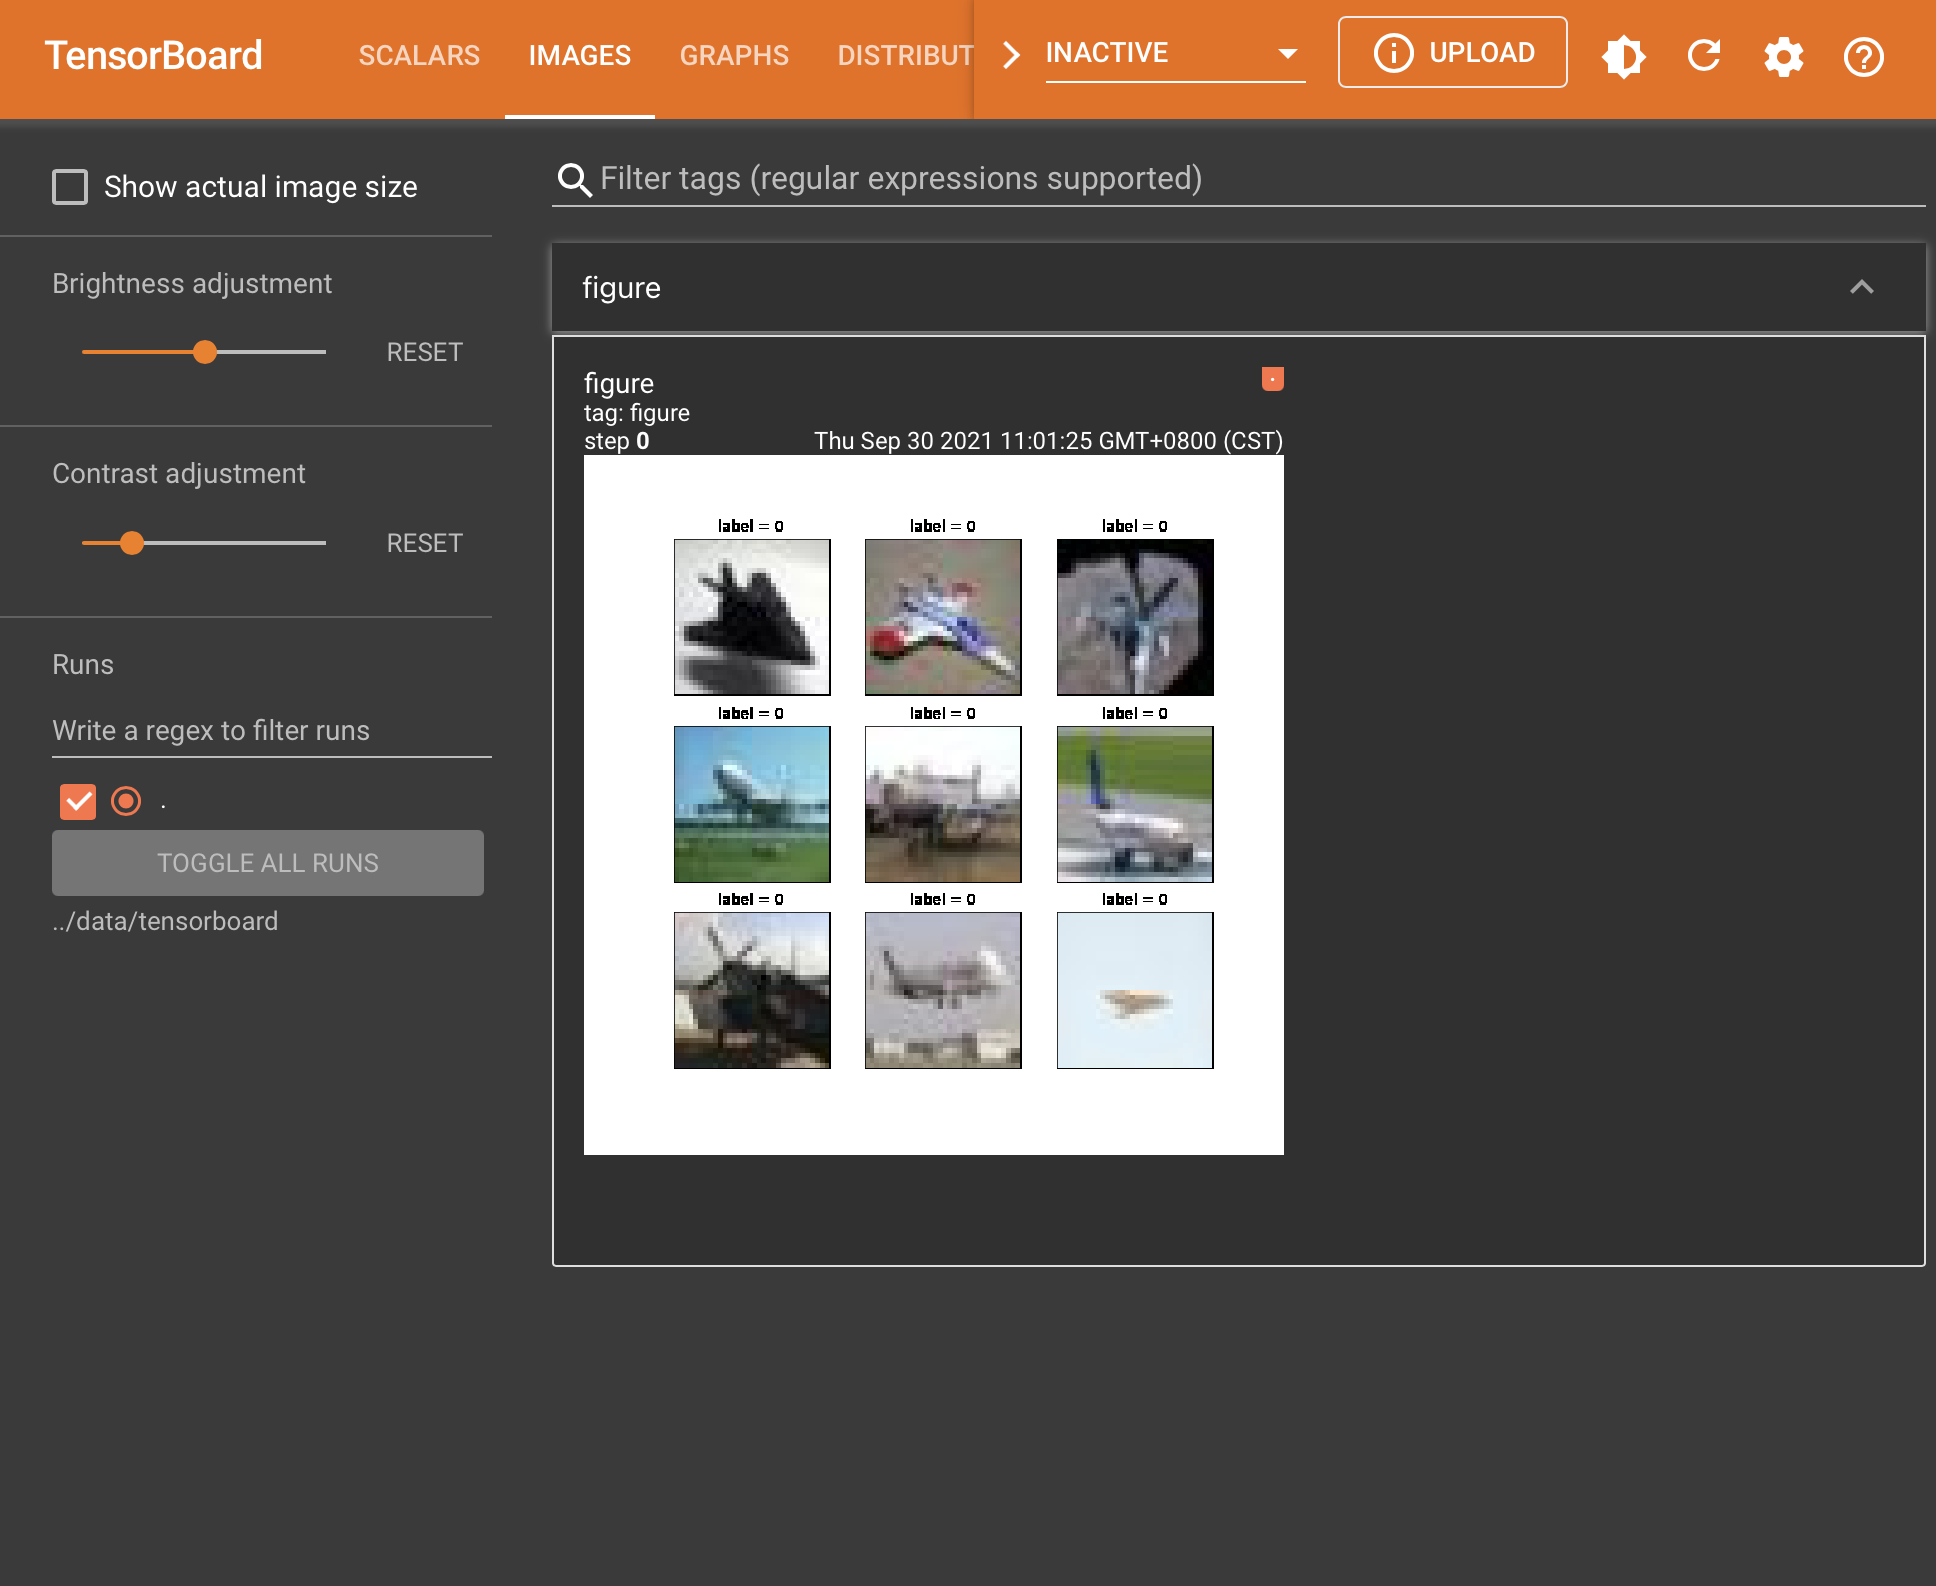 TensorBoard
SCALARS
IMAGES
GRAPHS
DISTRIBUT
INACTIVE
UPLOAD
Show actual image size
Brightness adjustment
RESET
Contrast adjustment
RESET
Runs
Write a regex to filter runs
.
TOGGLE ALL RUNS
../data/tensorboard
Filter tags (regular expressions supported)
figure
figure
tag: figure
step 0
Thu Sep 30 2021 11:01:25 GMT+0800 (CST)
label = 0
label = 0
label = 0
label = 0
label = 0
label = 0
label = 0
label = 0
label = 0